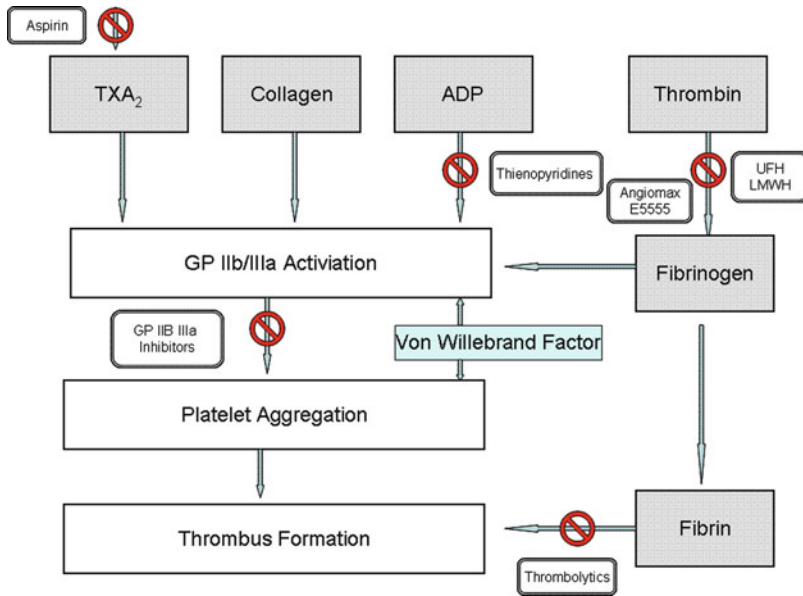 Aspirin
TXA₂
Collagen
ADP
Thrombin
Thienopyridines
UFH
LMWH
Angiomax
E5555
GP IIb/IIIa Activiation
Fibrinogen
GP IIB IIIa
Inhibitors
Von Willebrand Factor
Platelet Aggregation
Thrombus Formation
Fibrin
Thrombolytics